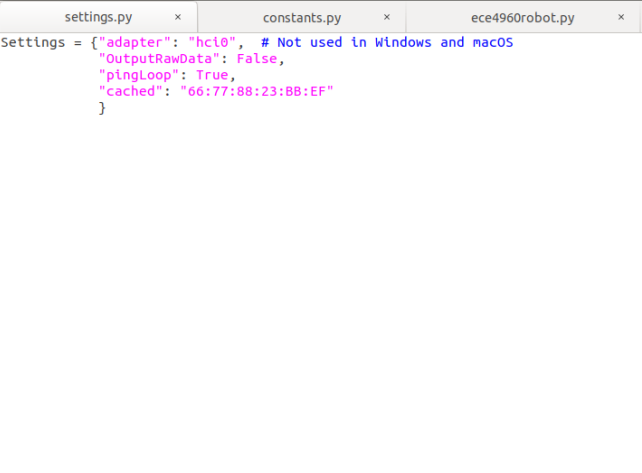 settings.py × constants.py × ece4960robot.py ×
Settings = {"adapter": "hci0",  # Not used in Windows and macOS
            "OutputRawData": False,
            "pingLoop": True,
            "cached": "66:77:88:23:BB:EF"
            }